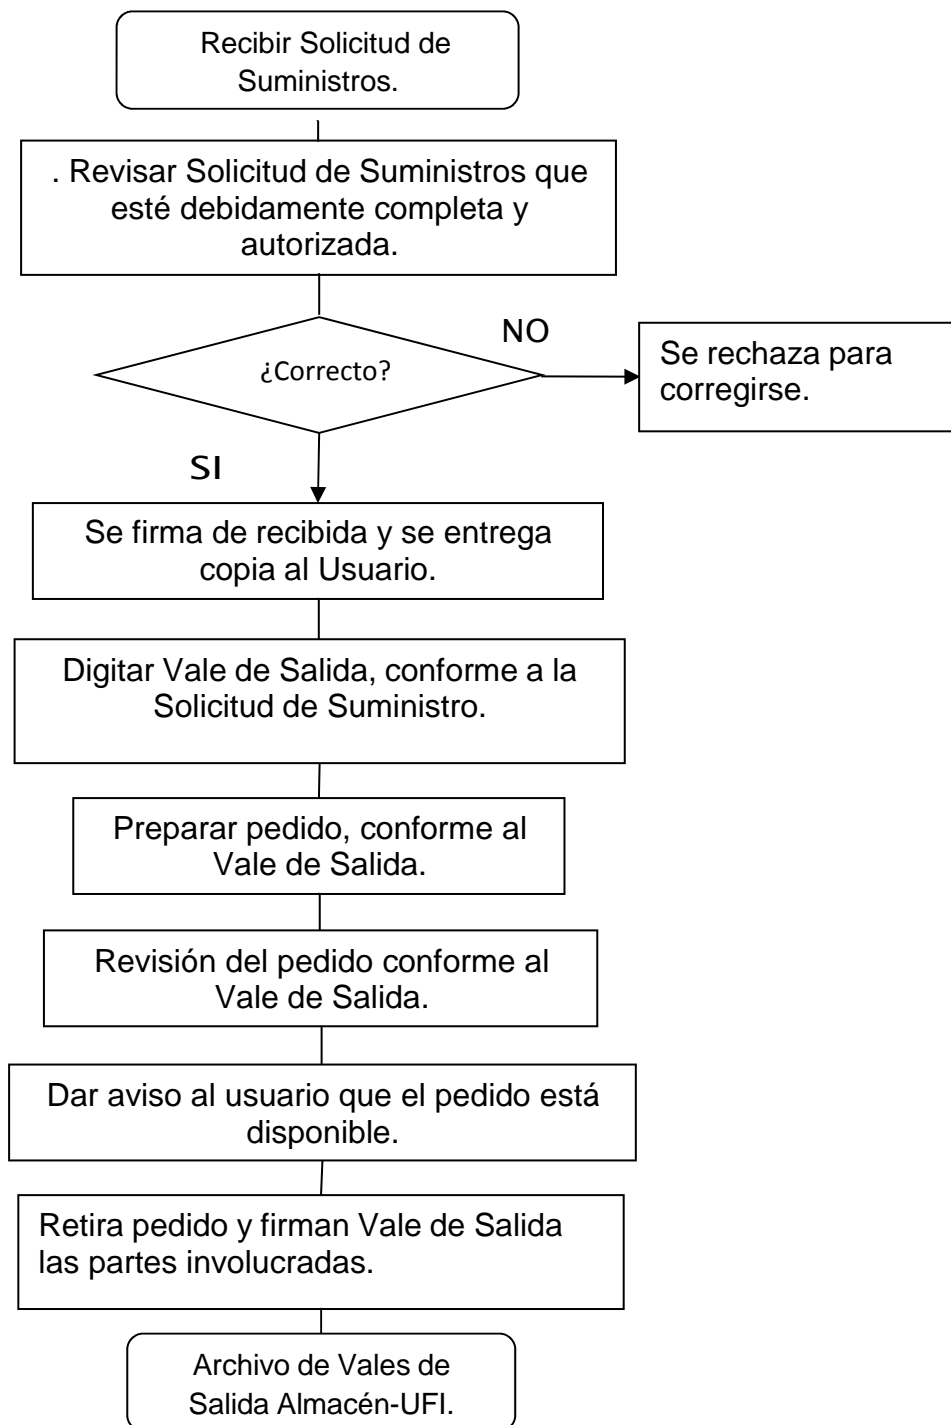 Recibir Solicitud de
Suministros.
. Revisar Solicitud de Suministros que
esté debidamente completa y
autorizada.
¿Correcto?
NO
Se rechaza para
corregirse.
SI
Se firma de recibida y se entrega
copia al Usuario.
Digitar Vale de Salida, conforme a la
Solicitud de Suministro.
Preparar pedido, conforme al
Vale de Salida.
Revisión del pedido conforme al
Vale de Salida.
Dar aviso al usuario que el pedido está
disponible.
Retira pedido y firman Vale de Salida
las partes involucradas.
Archivo de Vales de
Salida Almacén-UFI.